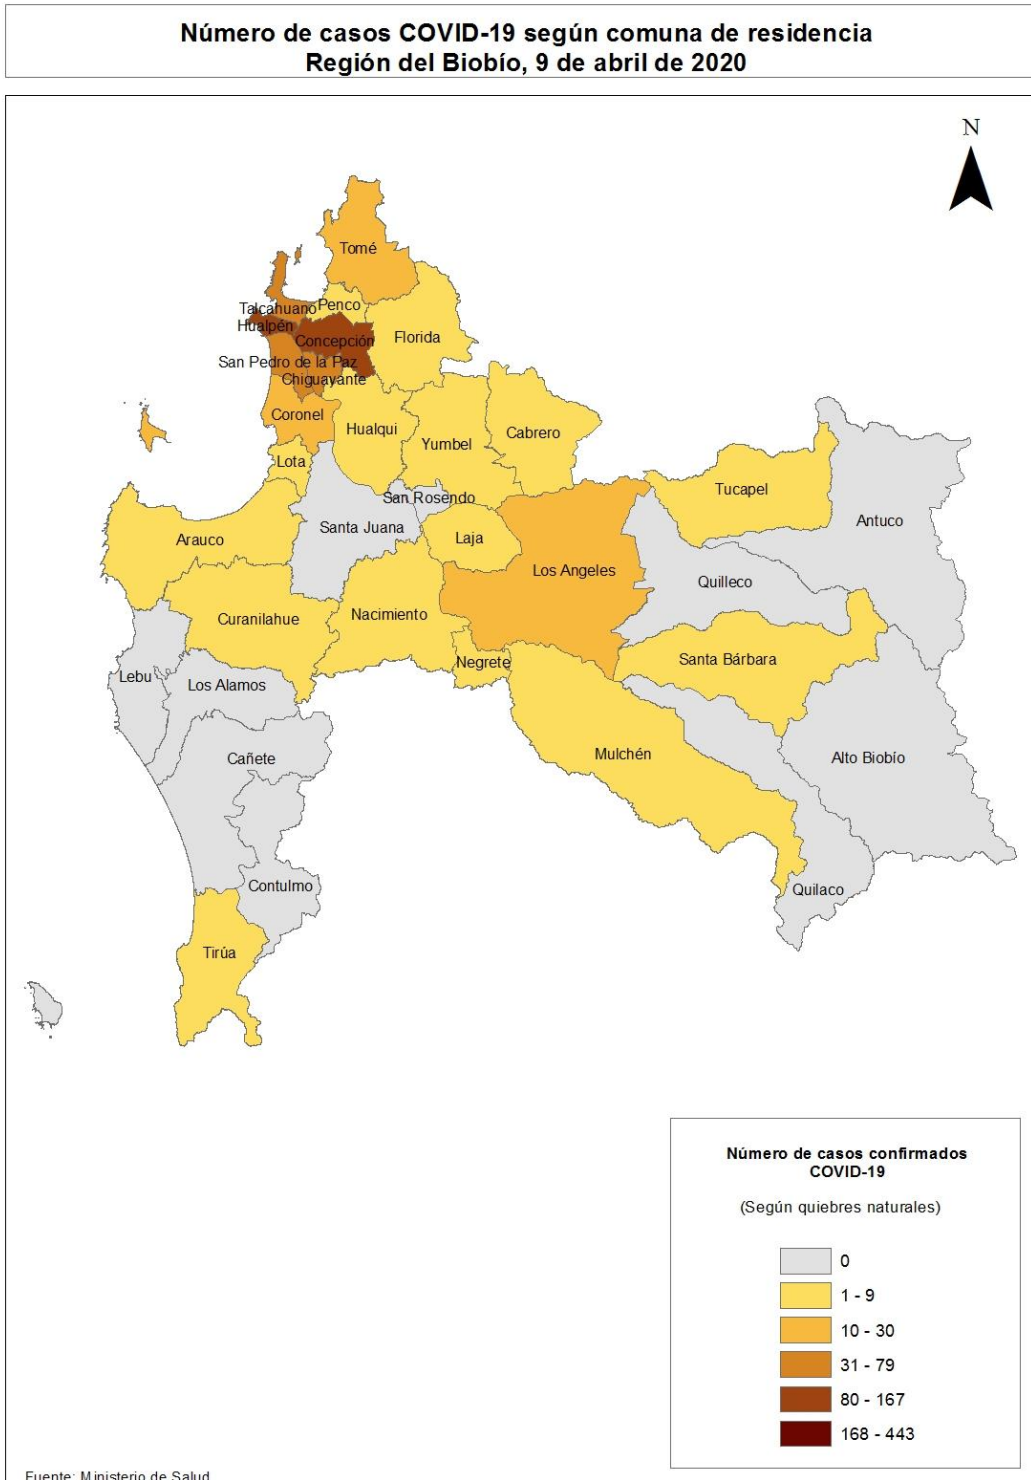 Número de casos COVID-19 según comuna de residencia
Región del Biobío, 9 de abril de 2020
N
Tomé
Talcahuano
Penco
Hualpén
Concepción
Florida
San Pedro de la Paz
Chiguayante
Coronel
Hualqui
Yumbel
Cabrero
Lota
San Rosendo
Tucapel
Santa Juana
Antuco
Arauco
Laja
Los Angeles
Quilleco
Curanilahue
Nacimiento
Negrete
Santa Bárbara
Lebu
Los Alamos
Cañete
Mulchén
Alto Biobío
Contulmo
Quilaco
Tirúa
Número de casos confirmados
COVID-19
(Según quiebres naturales)
0
1 - 9
10 - 30
31 - 79
80 - 167
168 - 443
Fuente: Ministerio de Salud